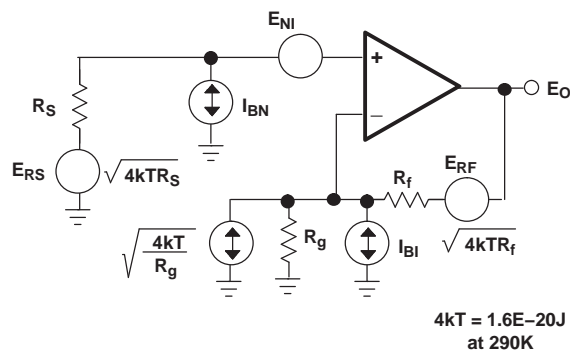 E_NI
+
E_O
R_S
I_BN
−
E_RS
√4kTR_S
R_f
E_RF
√4kT/R_g
R_g
I_BI
√4kTR_f
4kT = 1.6E−20J
at 290K